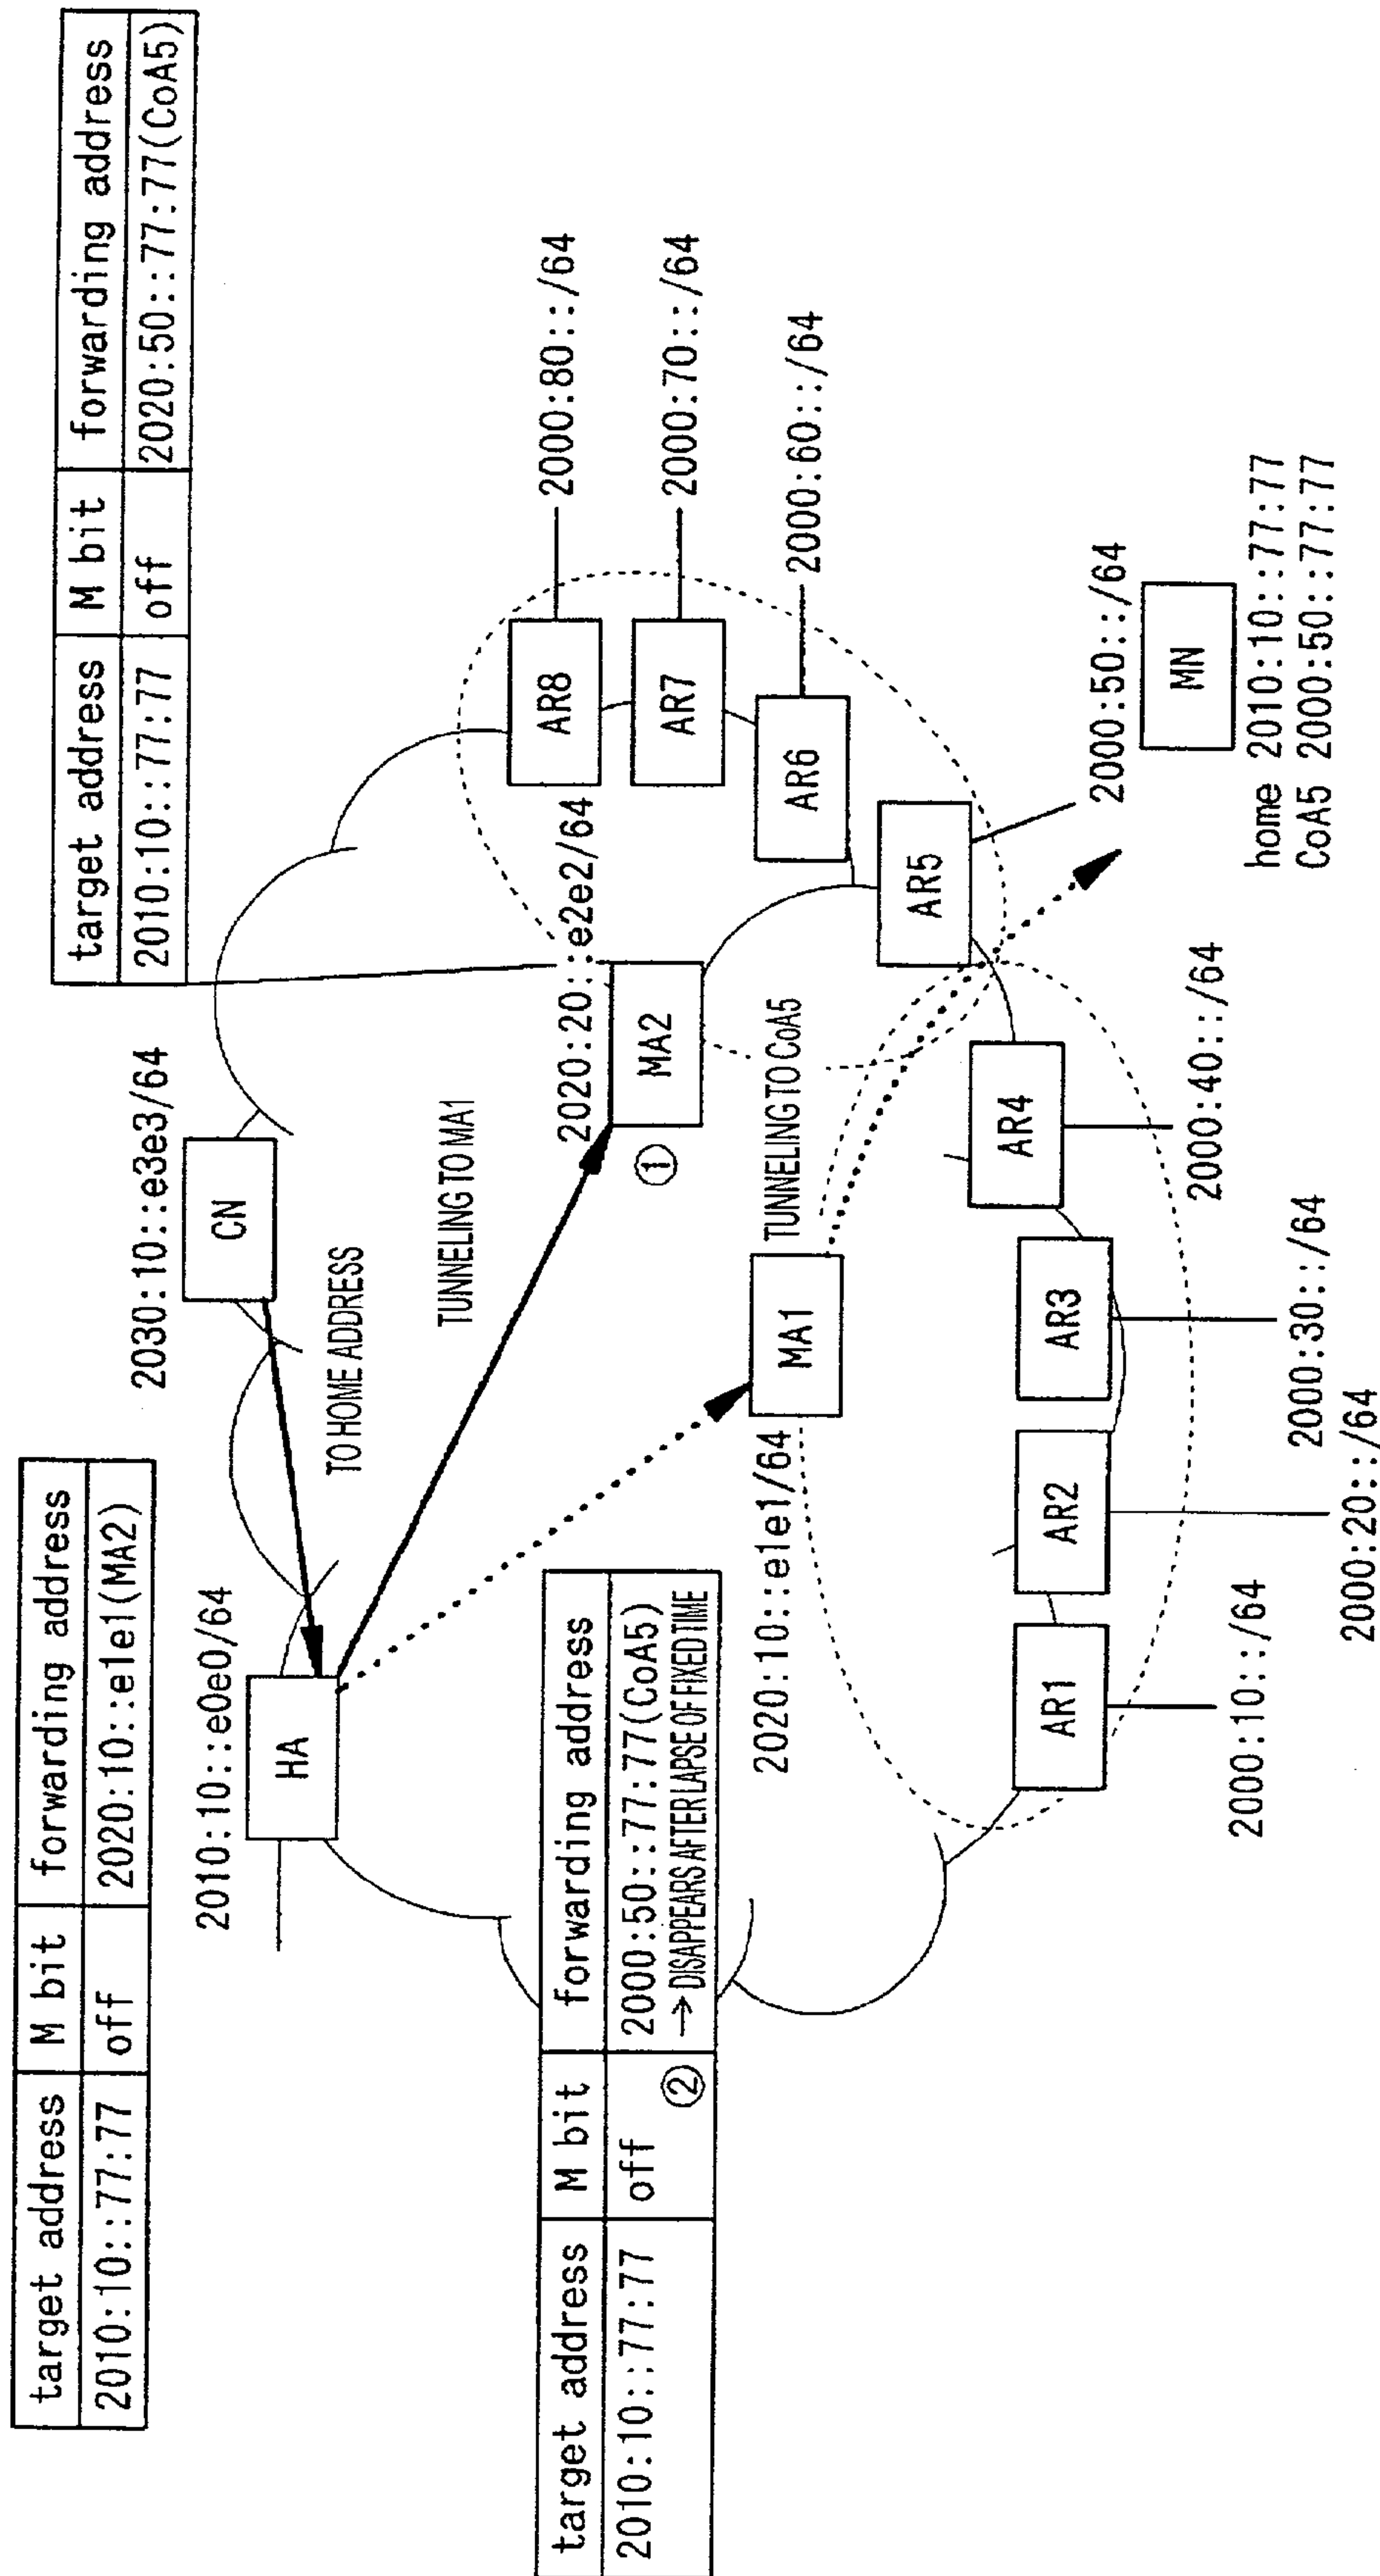 target address M bit forwarding address
2010:10::77:77 off 2020:10::e1e1(MA2)
target address M bit forwarding address
2010:10::77:77 off 2020:50::77:77(CoA5)
2030:10::e3e3/64
CN
2010:10::e0e0/64
HA
TO HOME ADDRESS
TUNNELING TO MA1
2020:20::e2e2/64
MA2
①
AR8
2000:80::/64
AR7
2000:70::/64
AR6
2000:60::/64
target address M bit forwarding address
2010:10::77:77 off 2000:50::77:77(CoA5)
② → DISAPPEARS AFTER LAPSE OF FIXED TIME
2020:10::e1e1/64
MA1
TUNNELING TO CoA5
AR5
2000:50::/64
MN
home 2010:10::77:77
CoA5 2000:50::77:77
AR1
AR2
AR3
AR4
2000:10::/64
2000:20::/64
2000:30::/64
2000:40::/64